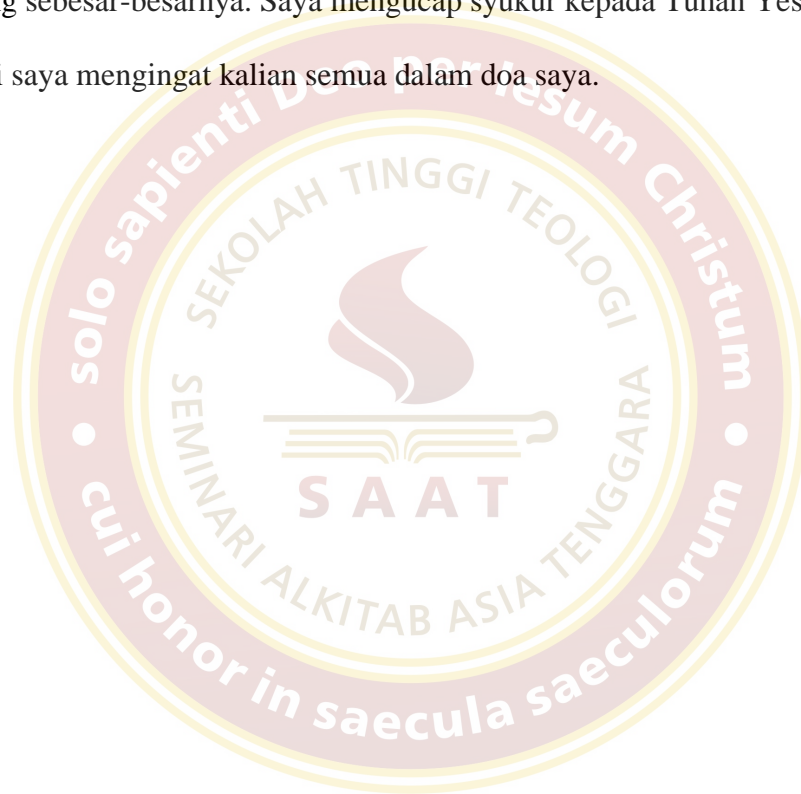 sebesar-besarnya. Saya mengucap syukur kepada Tuhan
saya mengingat kalian semua dalam doa saya.
solo sapienti Deo per Iesum Christum
SEKOLAH TINGGI TEOLOGI
SEMINARI ALKITAB ASIA TENGGARA
SAAT
cui honor in saecula saeculorum